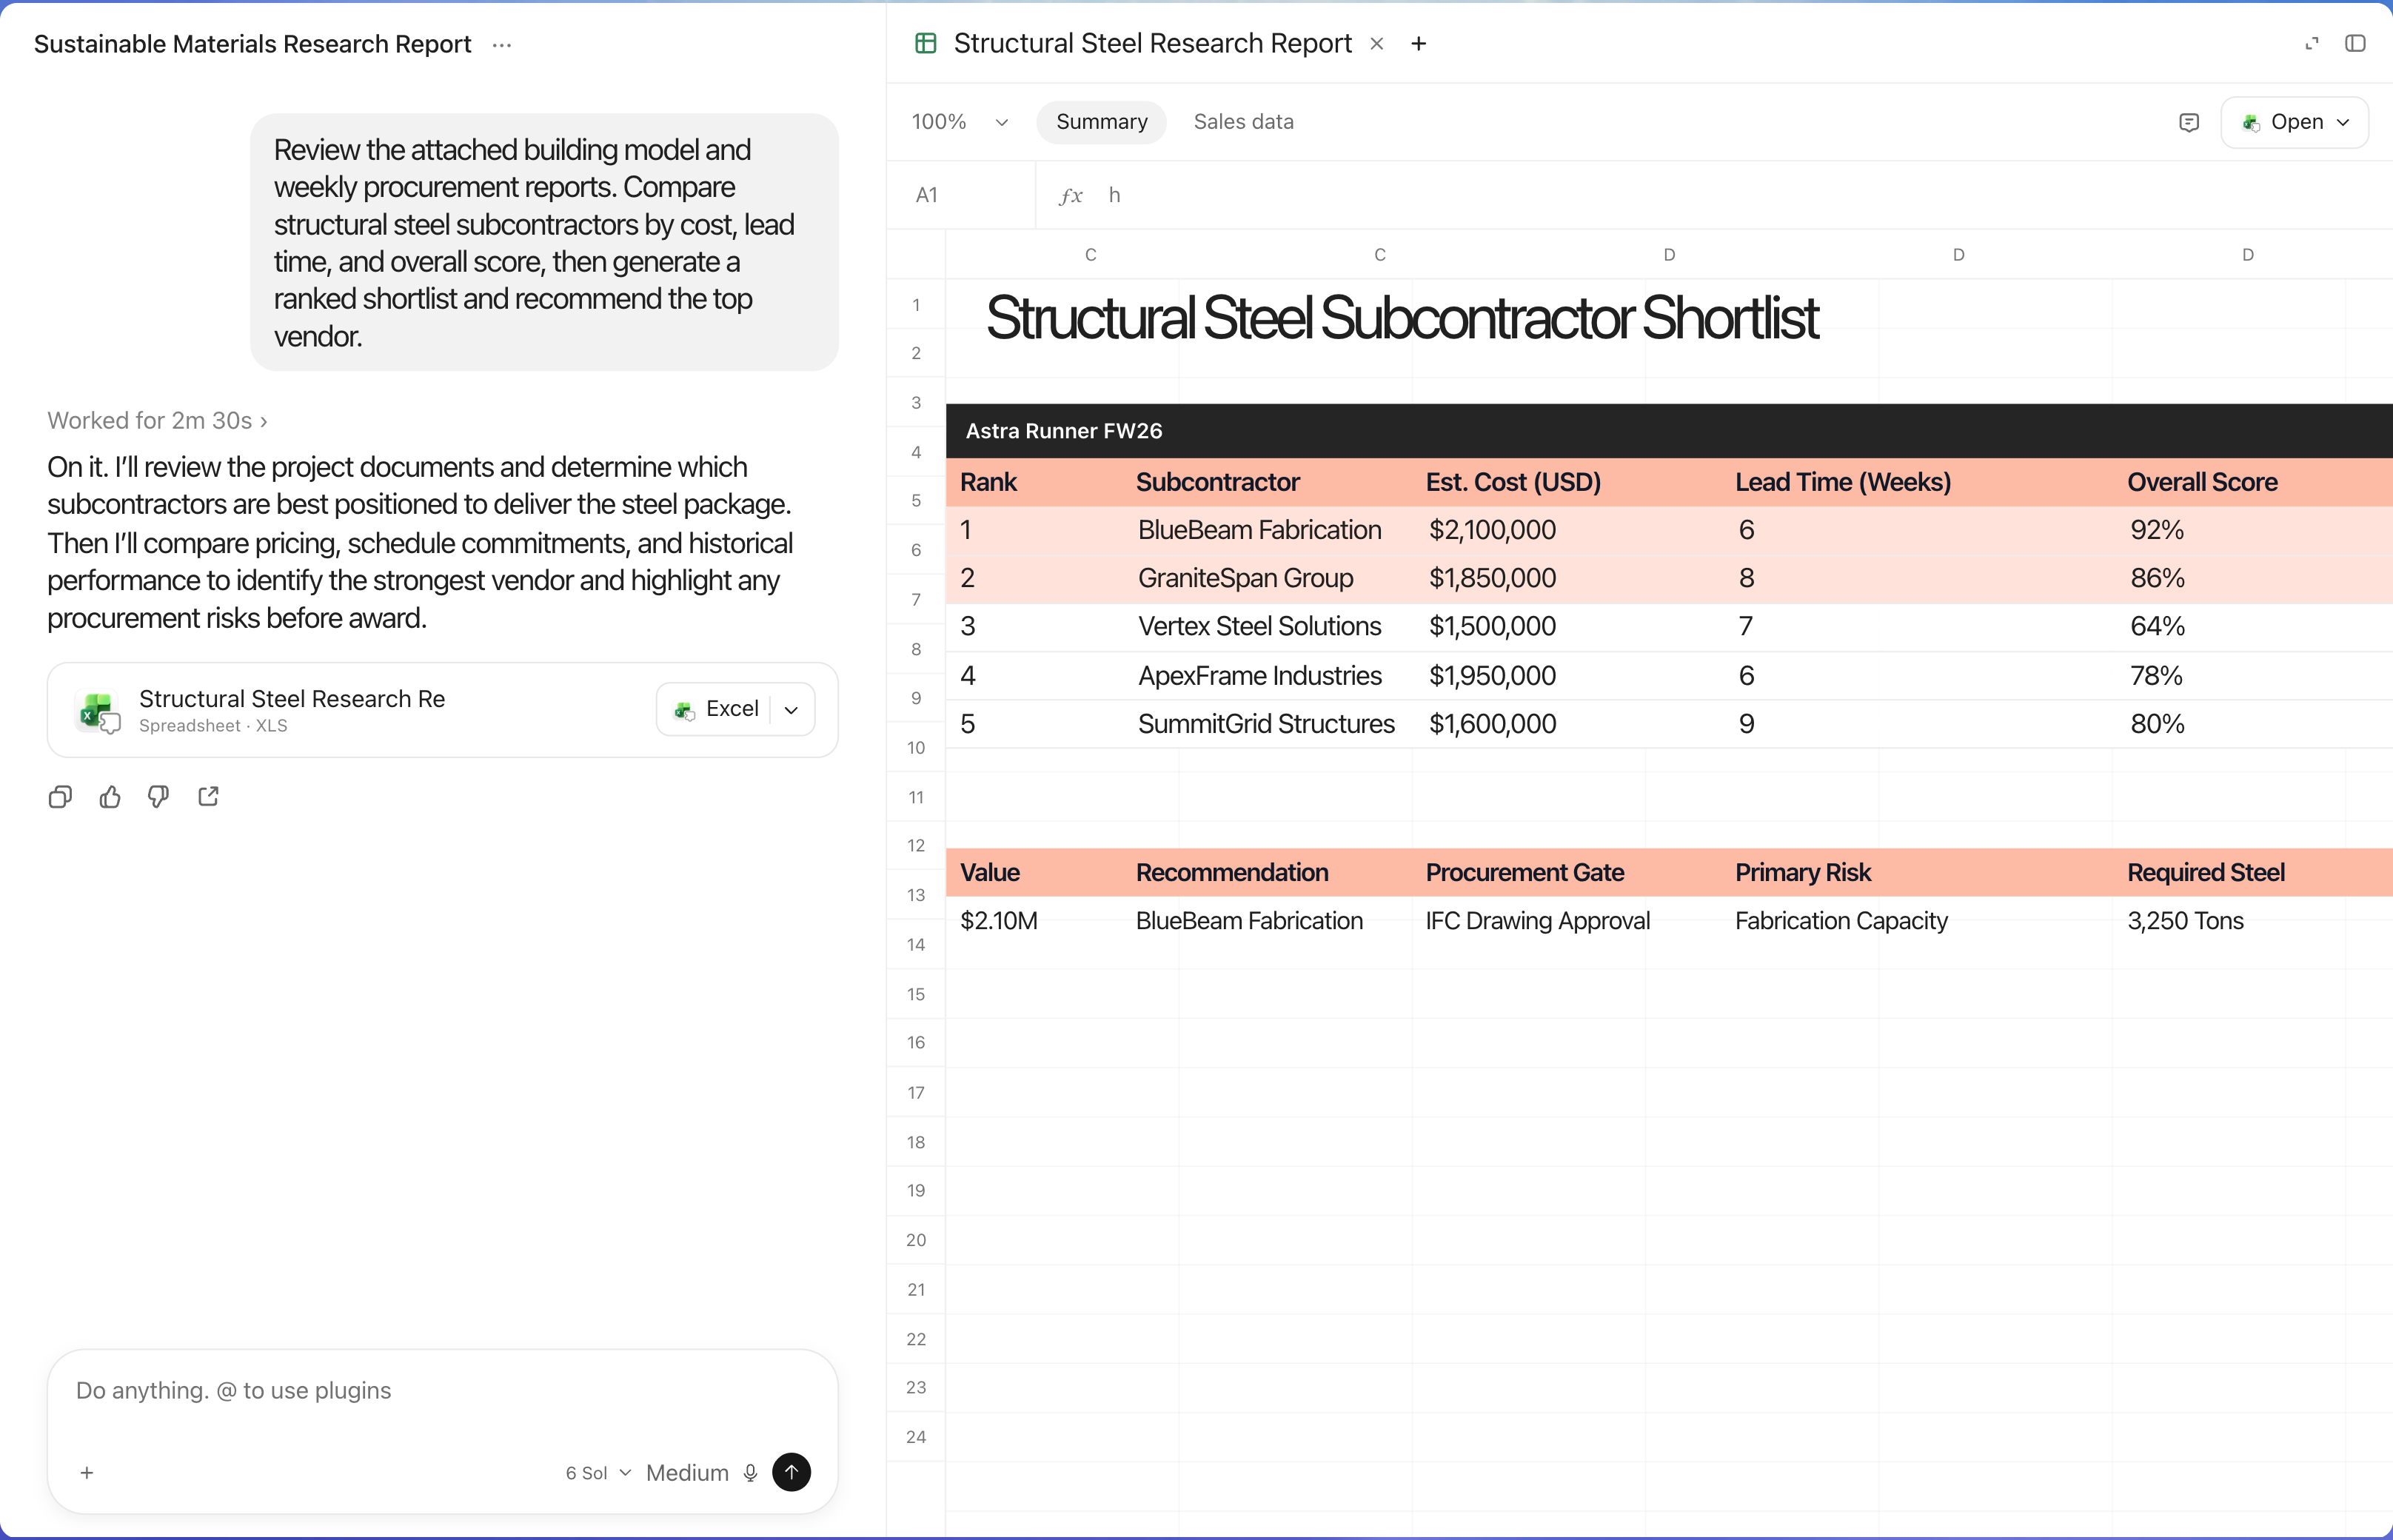 Sustainable Materials Research Report ...
Review the attached building model and
weekly procurement reports. Compare
structural steel subcontractors by cost, lead
time, and overall score, then generate a
ranked shortlist and recommend the top
vendor.
Worked for 2m 30s ›
On it. I’ll review the project documents and determine which
subcontractors are best positioned to deliver the steel package.
Then I’ll compare pricing, schedule commitments, and historical
performance to identify the strongest vendor and highlight any
procurement risks before award.
Structural Steel Research Re
Spreadsheet · XLS
Excel
Do anything. @ to use plugins
6 Sol Medium
Structural Steel Research Report
100% Summary Sales data Open
A1 fx h
C C D D D
1
2
3
4
5
6
7
8
9
10
11
12
13
14
15
16
17
18
19
20
21
22
23
24
Structural Steel Subcontractor Shortlist
Astra Runner FW26
Rank Subcontractor Est. Cost (USD) Lead Time (Weeks) Overall Score
1 BlueBeam Fabrication $2,100,000 6 92%
2 GraniteSpan Group $1,850,000 8 86%
3 Vertex Steel Solutions $1,500,000 7 64%
4 ApexFrame Industries $1,950,000 6 78%
5 SummitGrid Structures $1,600,000 9 80%
Value Recommendation Procurement Gate Primary Risk Required Steel
$2.10M BlueBeam Fabrication IFC Drawing Approval Fabrication Capacity 3,250 Tons